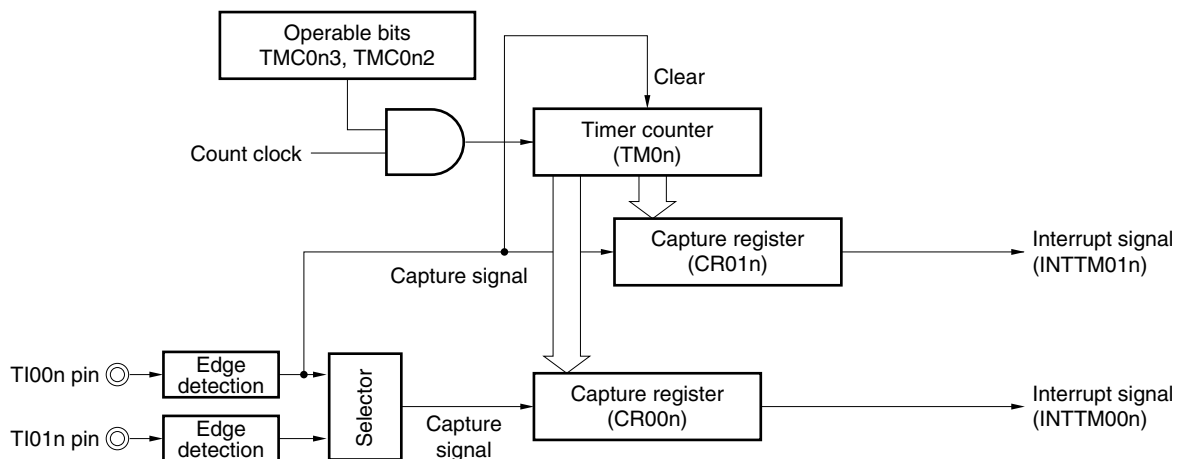 Operable bits
TMC0n3, TMC0n2
Clear
Timer counter
(TM0n)
Count clock
Capture register
(CR01n)
Interrupt signal
(INTTM01n)
Capture signal
TI00n pin
Edge
detection
Selector
Capture register
(CR00n)
Interrupt signal
(INTTM00n)
TI01n pin
Edge
detection
Capture
signal